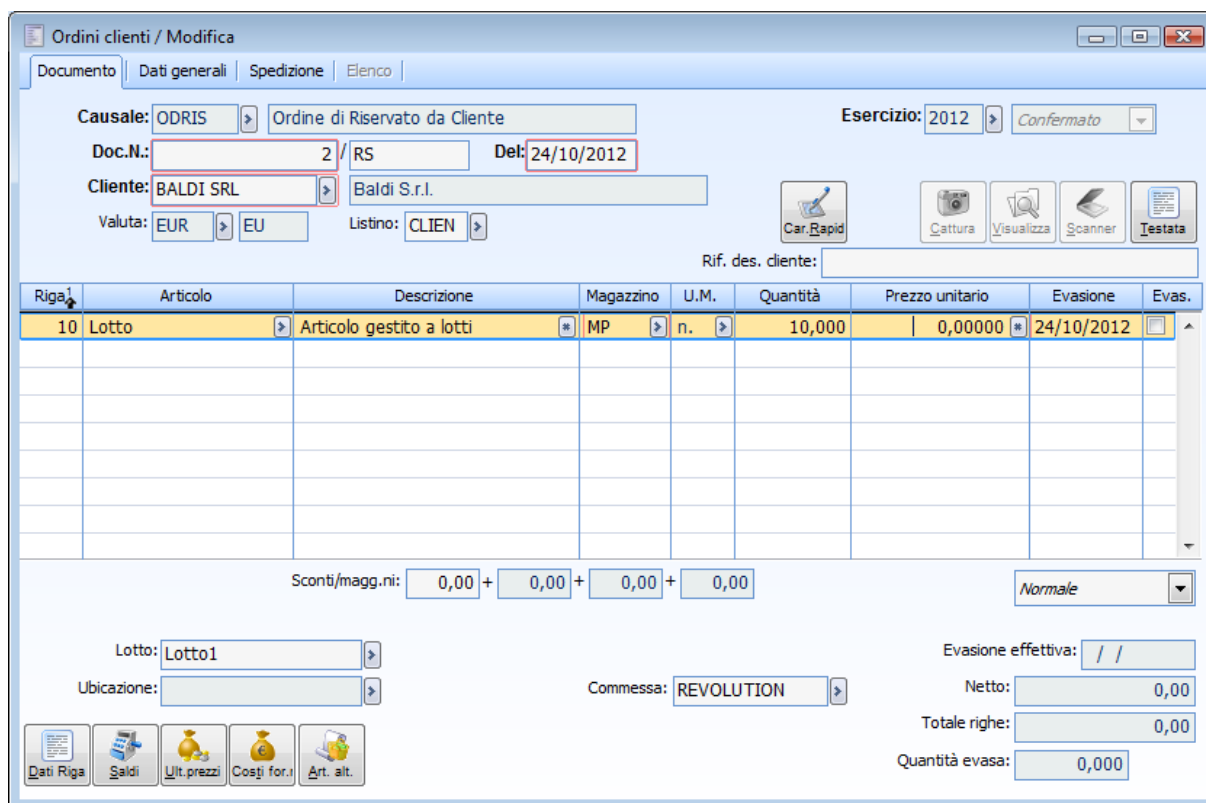 Ordini clienti / Modifica
Documento Dati generali Spedizione Elenco
Causale: ODRIS Ordine di Riservato da Cliente Esercizio: 2012 Confermato
Doc.N.: 2 / RS Del: 24/10/2012
Cliente: BALDI SRL Baldi S.r.l.
Valuta: EUR EU Listino: CLIEN
Car.Rapid Cattura Visualizza Scanner Testata
Rif. des. cliente:
Riga 1 Articolo Descrizione Magazzino U.M. Quantità Prezzo unitario Evasione Evas.
10 Lotto Articolo gestito a lotti MP n. 10,000 0,00000 24/10/2012
Sconti/magg.ni: 0,00 + 0,00 + 0,00 + 0,00 Normale
Lotto: Lotto1 Evasione effettiva: / /
Ubicazione: Commessa: REVOLUTION Netto: 0,00
Totale righe: 0,00
Quantità evasa: 0,000
Dati Riga Saldi Ult.prezzi Costi for.r Art. alt.